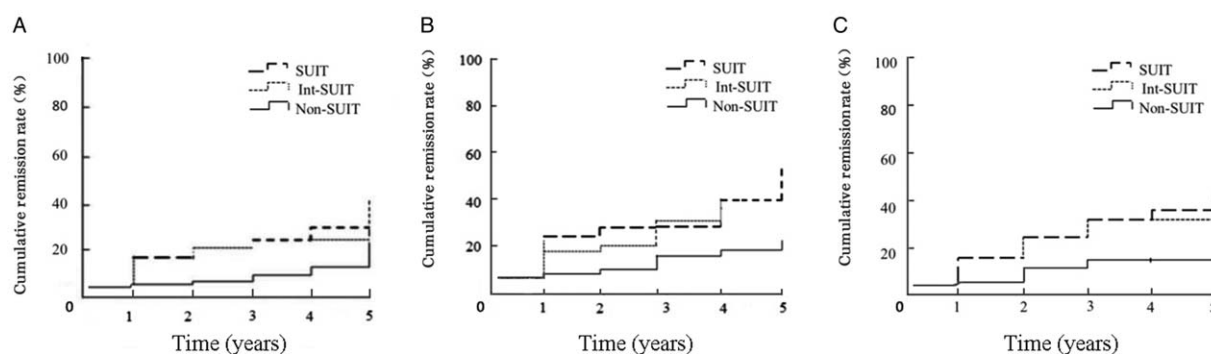 A
Cumulative remission rate (%)
100
80
60
40
20
0
SUIT
Int-SUIT
Non-SUIT
1
2
3
4
5
Time (years)
B
Cumulative remission rate (%)
100
80
60
40
20
0
SUIT
Int-SUIT
Non-SUIT
1
2
3
4
5
Time (years)
C
Cumulative remission rate (%)
100
80
60
40
20
0
SUIT
Int-SUIT
Non-SUIT
1
2
3
4
Time (years)